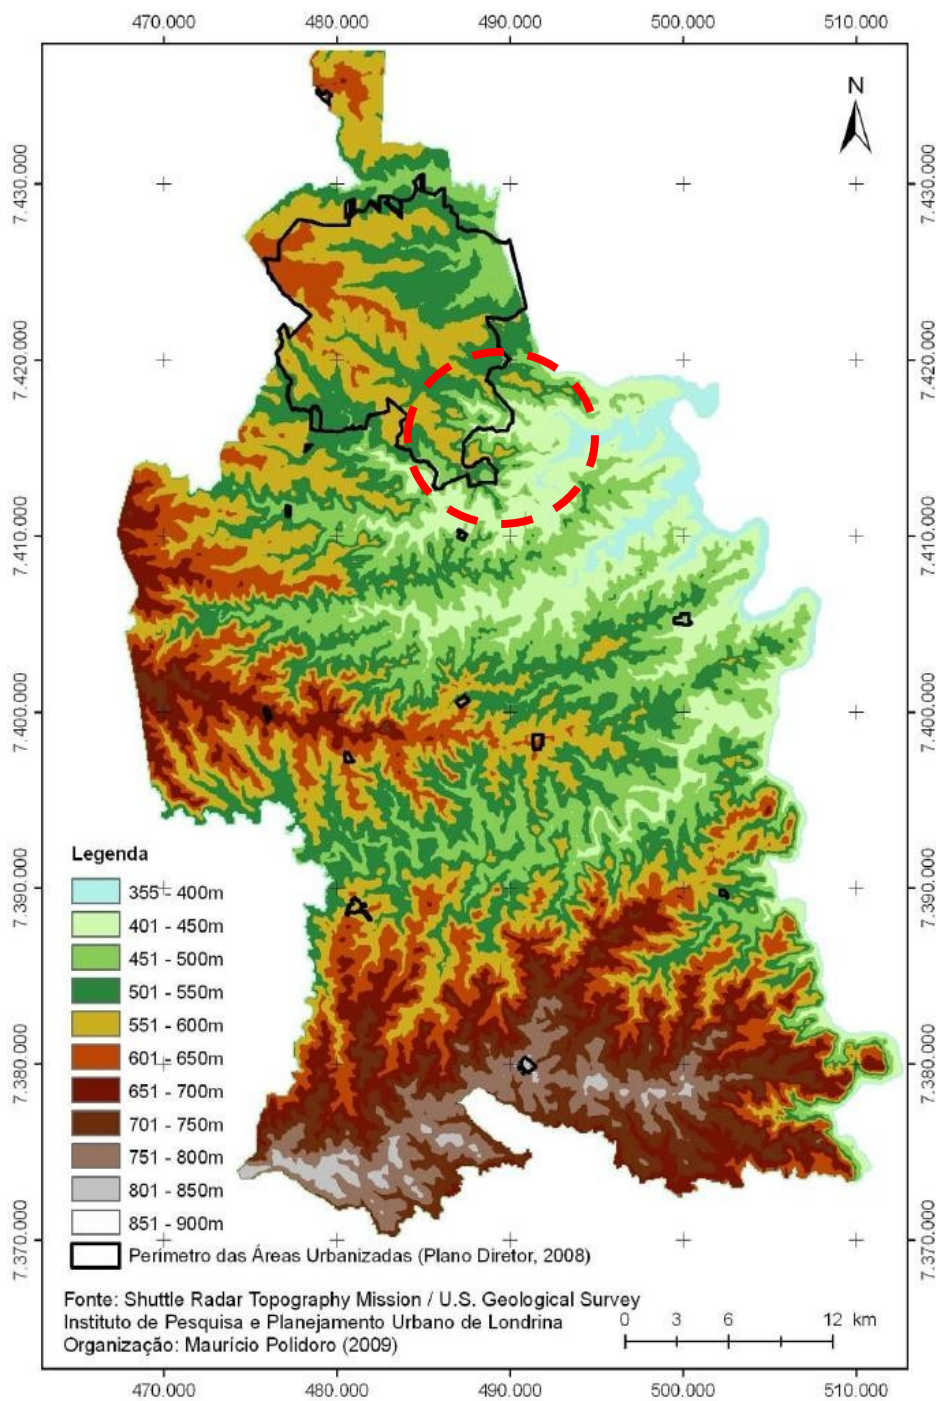 470.000 480.000 490.000 500.000 510.000
N
7.430.000 7.430.000
7.420.000 7.420.000
7.410.000 7.410.000
7.400.000 7.400.000
7.390.000 7.390.000
7.380.000 7.380.000
7.370.000 7.370.000
Legenda
355 - 400m
401 - 450m
451 - 500m
501 - 550m
551 - 600m
601 - 650m
651 - 700m
701 - 750m
751 - 800m
801 - 850m
851 - 900m
Perímetro das Áreas Urbanizadas (Plano Diretor, 2008)
Fonte: Shuttle Radar Topography Mission / U.S. Geological Survey
Instituto de Pesquisa e Planejamento Urbano de Londrina
Organização: Maurício Polidoro (2009)
0 3 6 12 km
470.000 480.000 490.000 500.000 510.000